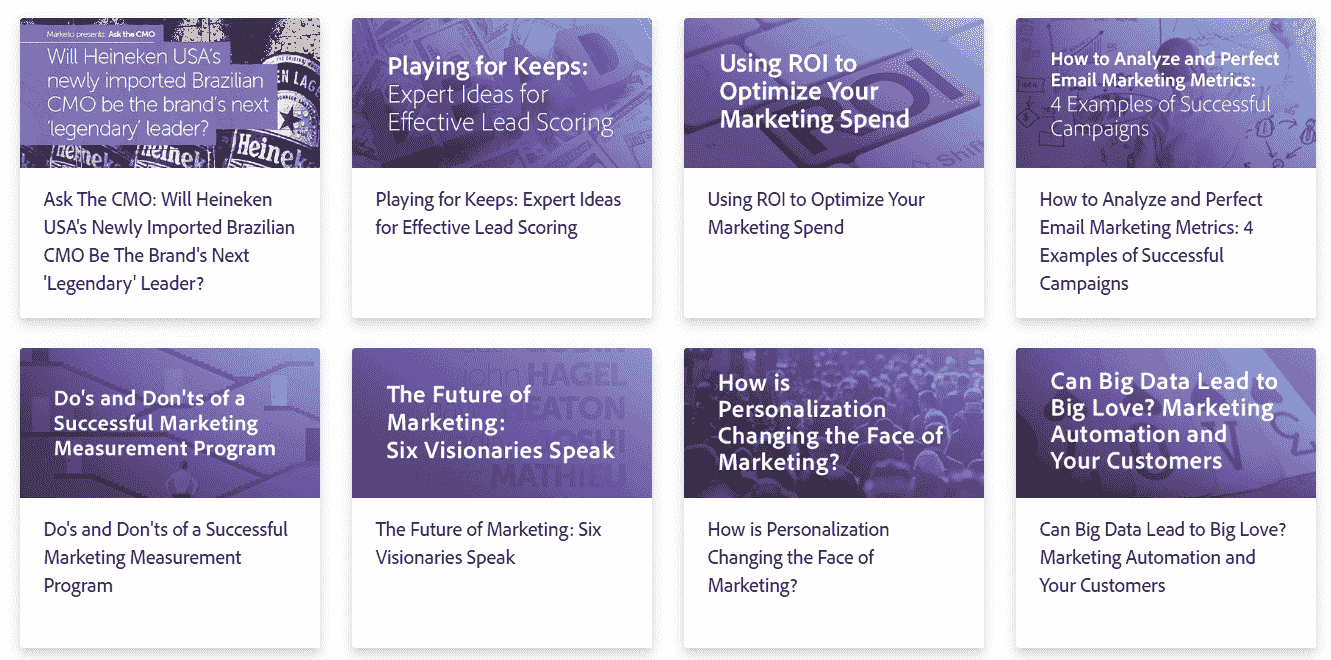 Marketo presents: Ask the CMO
Will Heineken USA's
newly imported Brazilian
CMO be the brand's next
'legendary' leader?
Ask The CMO: Will Heineken
USA's Newly Imported Brazilian
CMO Be The Brand's Next
'Legendary' Leader?
Playing for Keeps:
Expert Ideas for
Effective Lead Scoring
Playing for Keeps: Expert Ideas
for Effective Lead Scoring
Using ROI to
Optimize Your
Marketing Spend
ROI
Shift
Using ROI to Optimize Your
Marketing Spend
How to Analyze and Perfect
Email Marketing Metrics:
4 Examples of Successful
Campaigns
How to Analyze and Perfect
Email Marketing Metrics: 4
Examples of Successful
Campaigns
Do's and Don'ts of a
Successful Marketing
Measurement Program
Do's and Don'ts of a Successful
Marketing Measurement
Program
The Future of
Marketing:
Six Visionaries Speak
john HAGEL
MATHIEU
The Future of Marketing: Six
Visionaries Speak
How is
Personalization
Changing the Face of
Marketing?
How is Personalization
Changing the Face of
Marketing?
Can Big Data Lead to
Big Love? Marketing
Automation and
Your Customers
Can Big Data Lead to Big Love?
Marketing Automation and
Your Customers